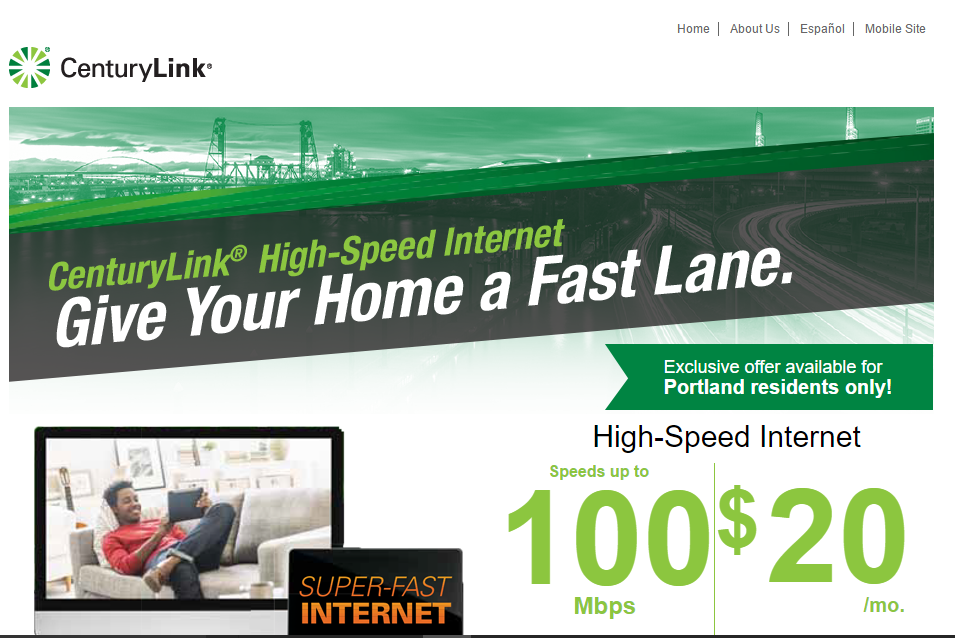 Home | About Us | Español | Mobile Site
CenturyLink®
CenturyLink® High-Speed Internet
Give Your Home a Fast Lane.
Exclusive offer available for
Portland residents only!
High-Speed Internet
Speeds up to
100 $20
Mbps /mo.
SUPER-FAST
INTERNET